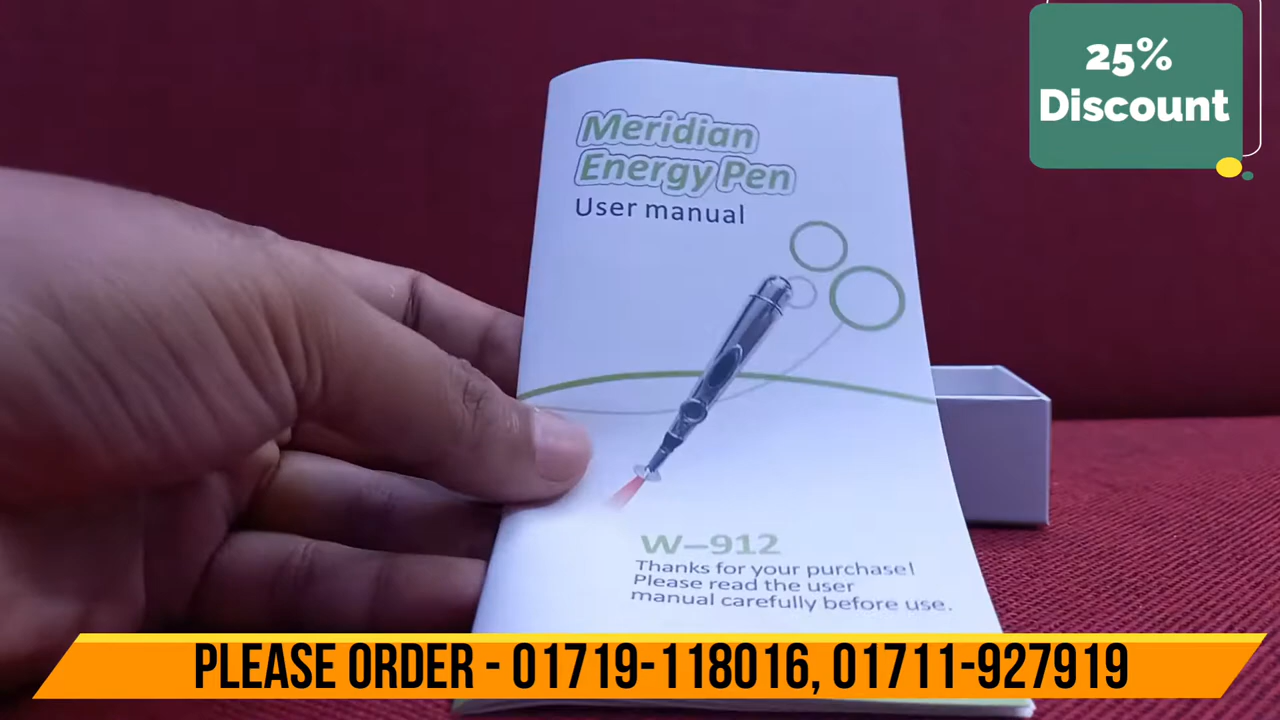 25%
Discount
Meridian
Energy Pen
User manual
W-912
Thanks for your purchase!
Please read the user
manual carefully before use.
PLEASE ORDER - 01719-118016, 01711-927919